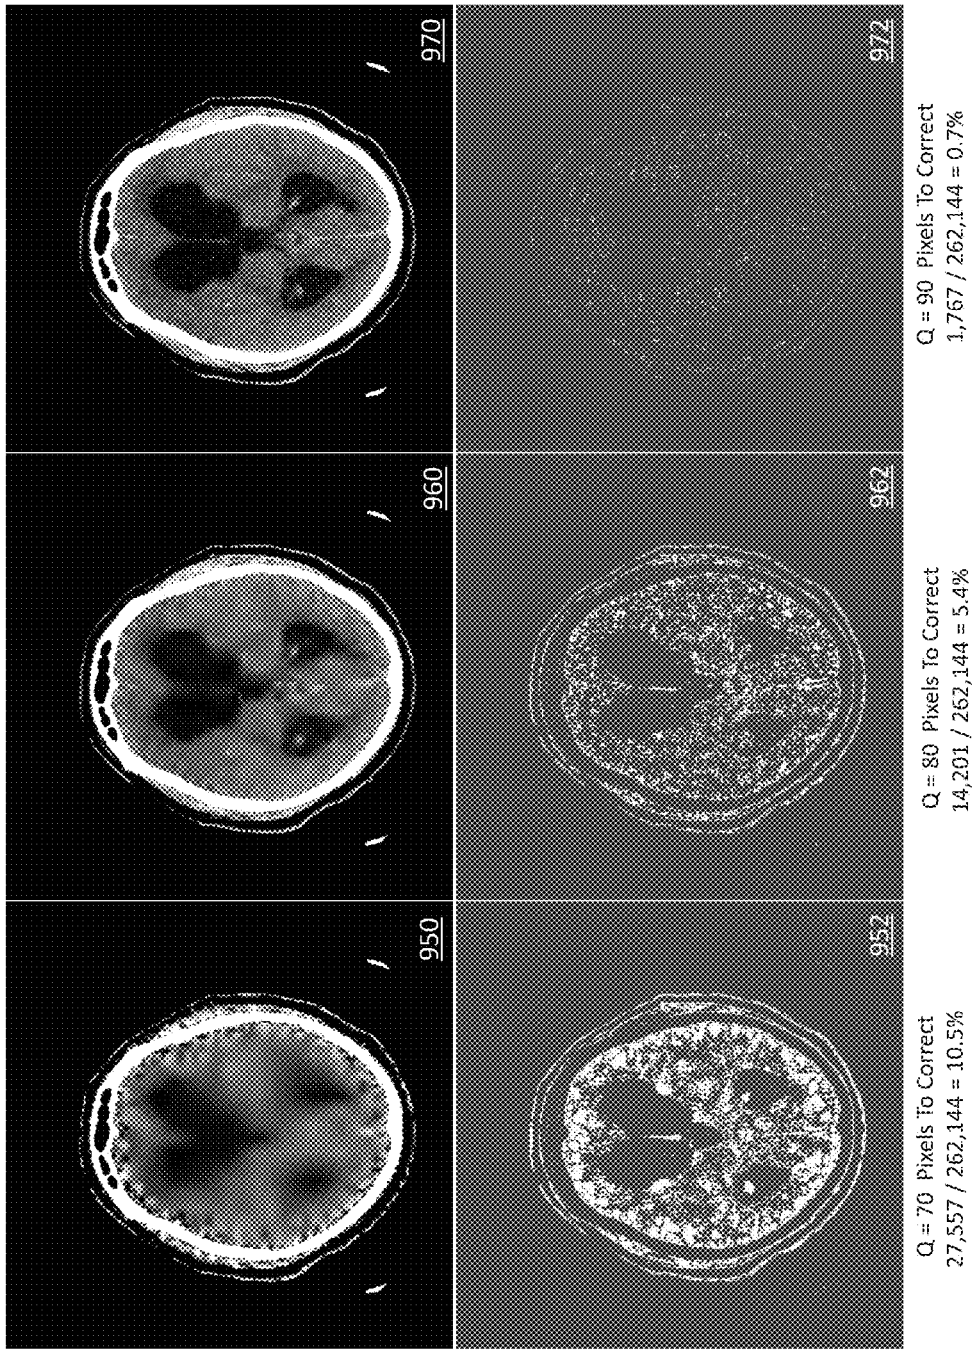 950
960
970
952
962
972
Q = 70 Pixels To Correct
27,557 / 262,144 = 10.5%
Q = 80 Pixels To Correct
14,201 / 262,144 = 5.4%
Q = 90 Pixels To Correct
1,767 / 262,144 = 0.7%